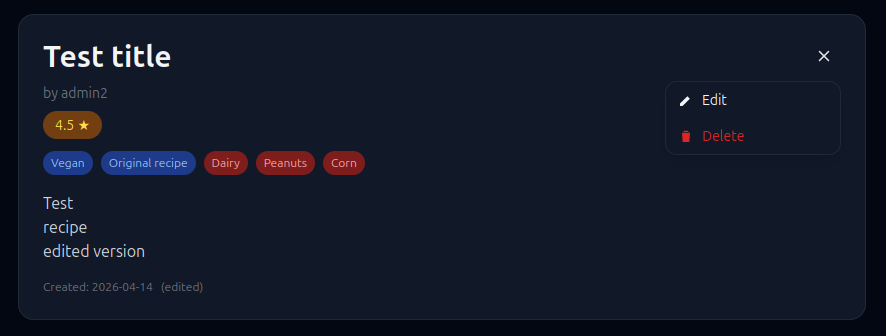 Test title
by admin2
4.5 ★
Edit
Delete
Vegan Original recipe Dairy Peanuts Corn
Test
recipe
edited version
Created: 2026-04-14 (edited)